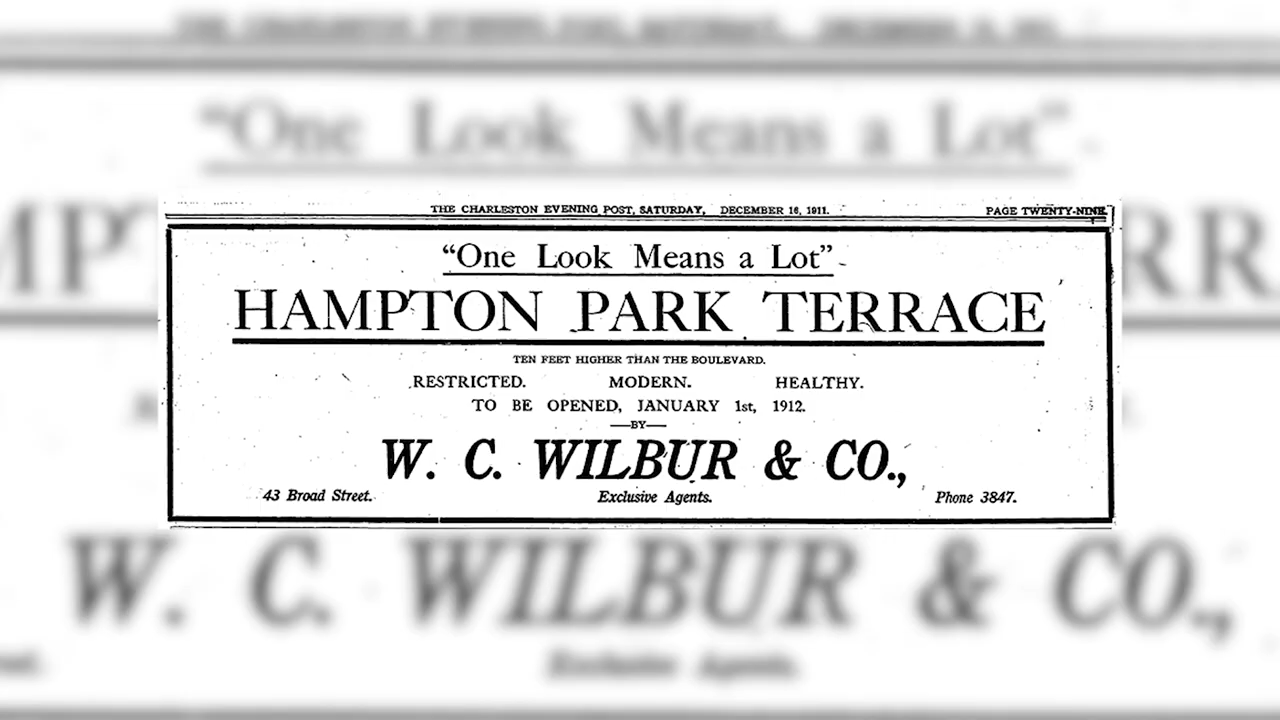 THE CHARLESTON EVENING POST, SATURDAY, DECEMBER 16, 1911. PAGE TWENTY-NINE
"One Look Means a Lot"
HAMPTON PARK TERRACE
TEN FEET HIGHER THAN THE BOULEVARD.
RESTRICTED. MODERN. HEALTHY.
TO BE OPENED, JANUARY 1st, 1912.
—BY—
W. C. WILBUR & CO.,
43 Broad Street. Exclusive Agents. Phone 3847.